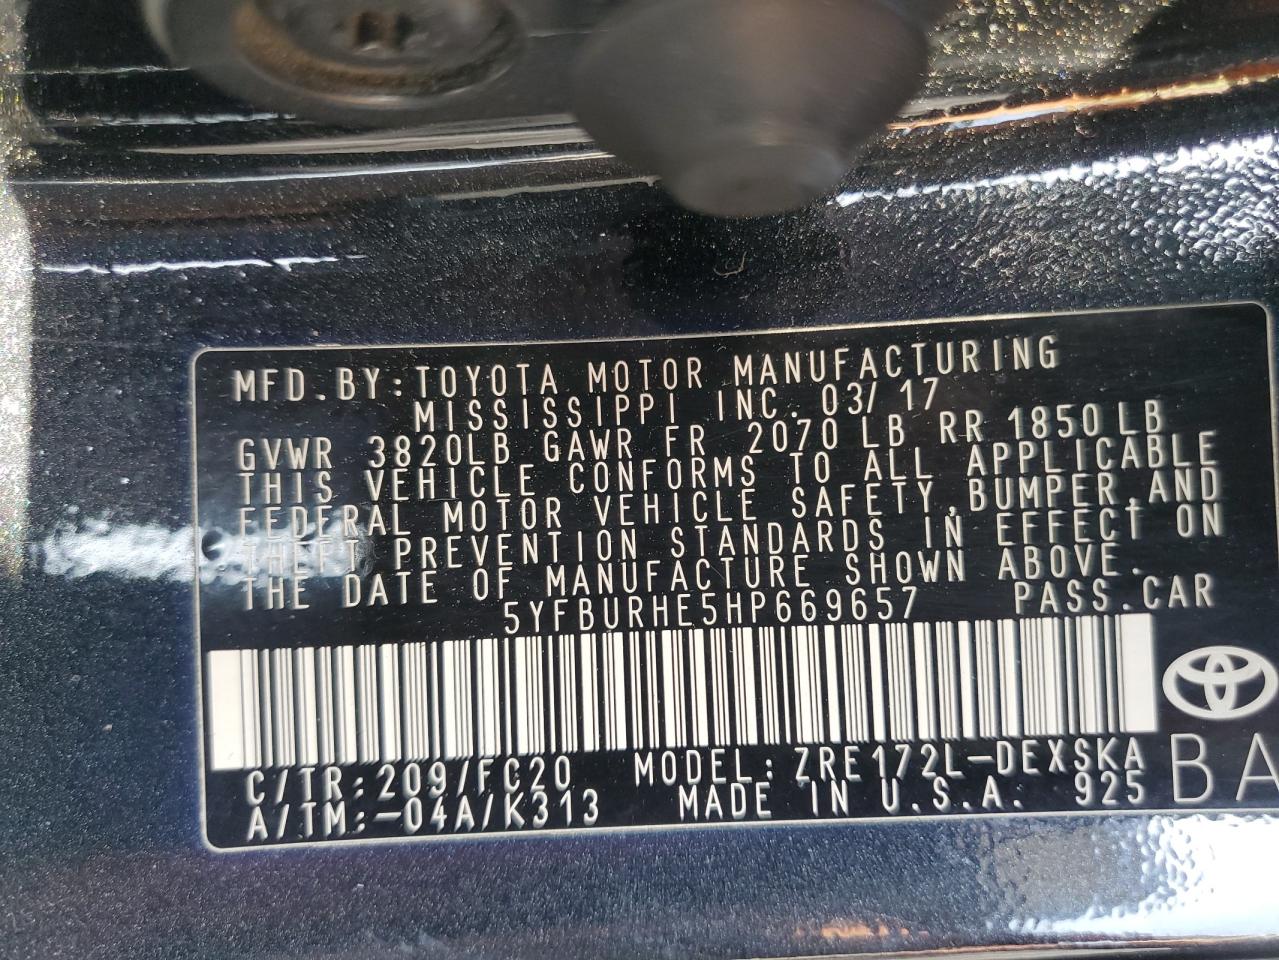 MFD.BY:TOYOTA MOTOR MANUFACTURING
MISSISSIPPI INC. 03/17
GVWR 3820LB GAWR FR 2070 LB RR 1850LB
THIS VEHICLE CONFORMS TO ALL APPLICABLE
FEDERAL MOTOR VEHICLE SAFETY,BUMPER,AND
THEFT PREVENTION STANDARDS IN EFFECT ON
THE DATE OF MANUFACTURE SHOWN ABOVE.
5YFBURHE5HP669657 PASS.CAR
C/TR:209/FC20 MODEL:ZRE172L-DEXSKA
A/TM:-04A/K313 MADE IN U.S.A. 925 BA